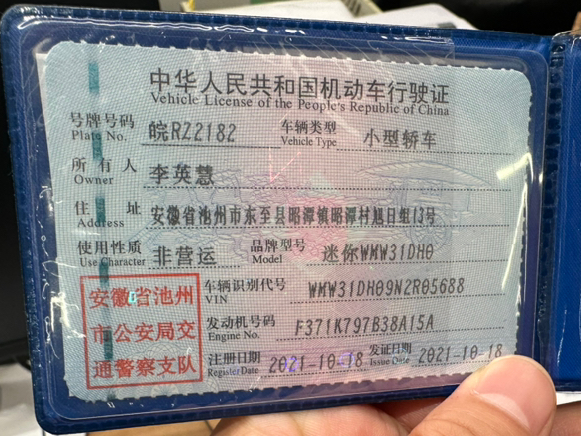 中华人民共和国机动车行驶证
Vehicle License of the People's Republic of China
号牌号码 皖RZ2182 车辆类型 小型轿车
Plate No. Vehicle Type
所有人 李英慧
Owner
住址 安徽省池州市东至县昭潭镇昭潭村旭日组13号
Address
使用性质 非营运 品牌型号 迷你WMW31DH0
Use Character Model
安徽省池州
市公安局交
通警察支队
车辆识别代号 WMW31DH09N2R05688
VIN
发动机号码 F371K797B38A15A
Engine No.
注册日期 2021-10-18 发证日期 2021-10-18
Register Date Issue Date